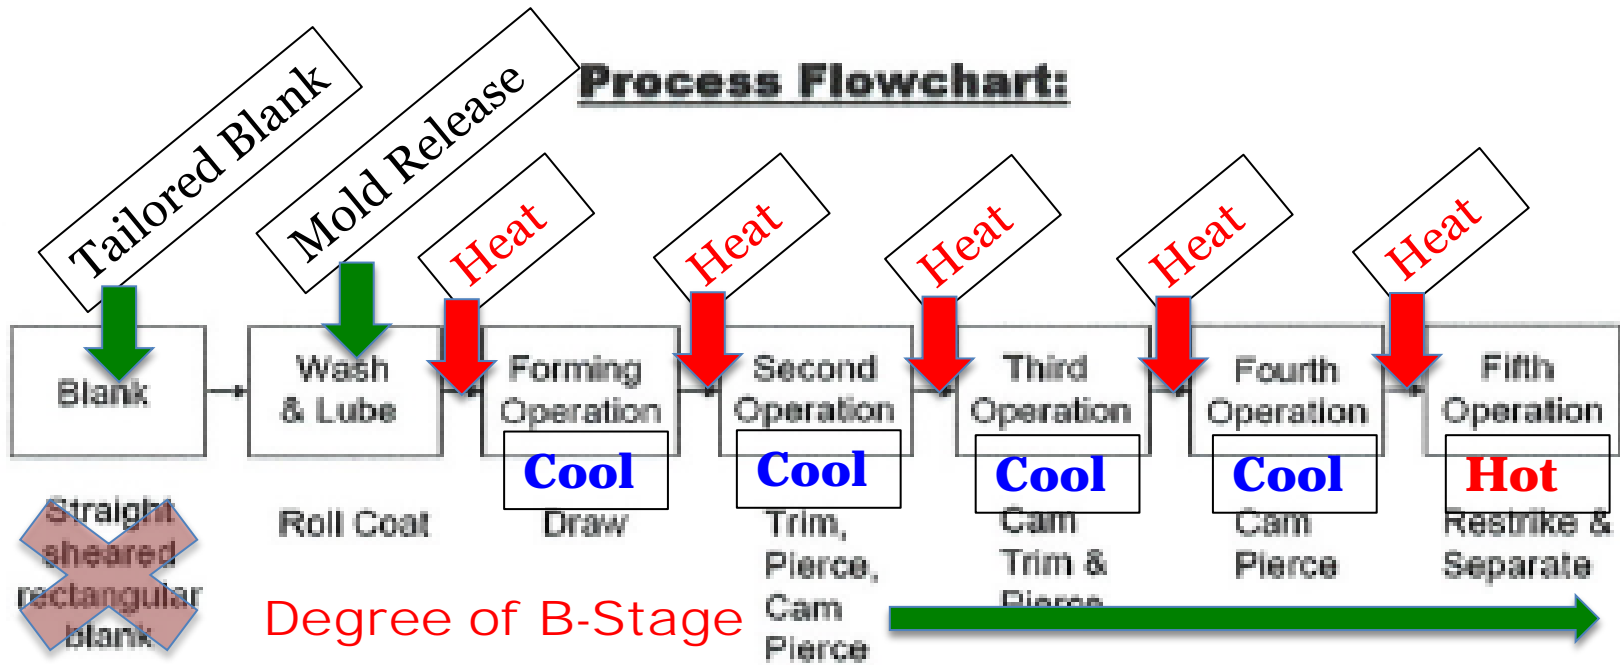 Process Flowchart:
Tailored Blank
Mold Release
Heat
Heat
Heat
Heat
Heat
Blank
Wash
& Lube
Forming
Operation
Second
Operation
Third
Operation
Fourth
Operation
Fifth
Operation
Cool
Cool
Cool
Cool
Hot
Straight
sheared
rectangular
blank
Roll Coat
Draw
Trim,
Pierce,
Cam
Pierce
Cam
Trim &
Pierce
Cam
Pierce
Restrike &
Separate
Degree of B-Stage